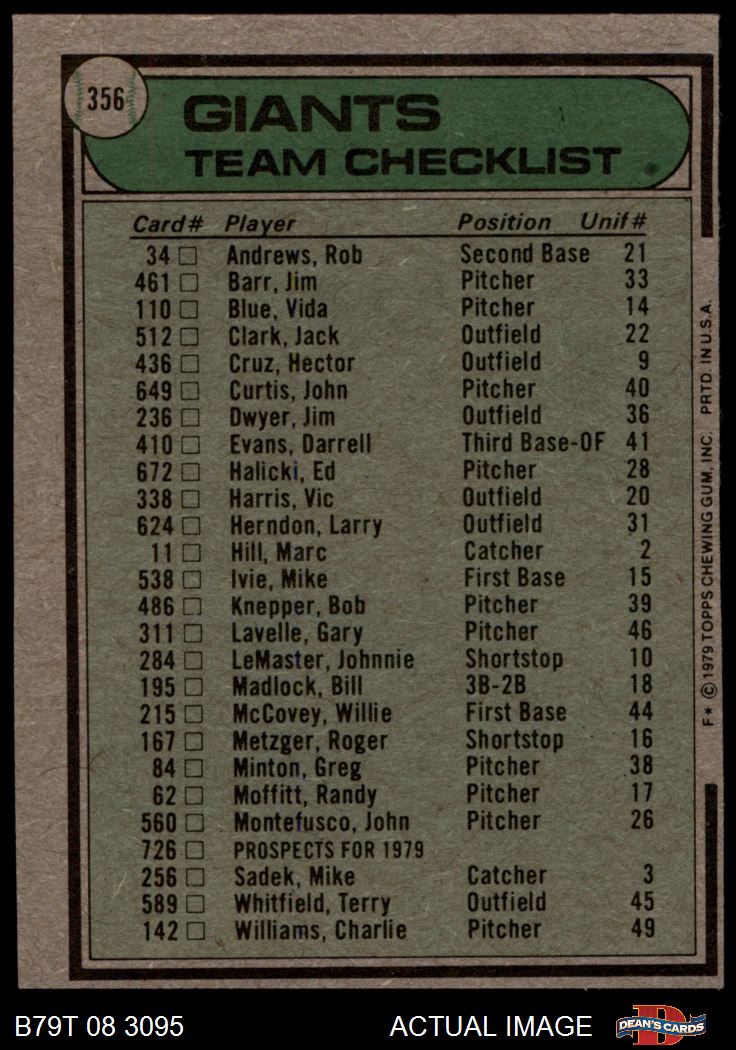 356
GIANTS
TEAM CHECKLIST
Card# Player Position Unif#
34 Andrews, Rob Second Base 21
461 Barr, Jim Pitcher 33
110 Blue, Vida Pitcher 14
512 Clark, Jack Outfield 22
436 Cruz, Hector Outfield 9
649 Curtis, John Pitcher 40
236 Dwyer, Jim Outfield 36
410 Evans, Darrell Third Base-OF 41
672 Halicki, Ed Pitcher 28
338 Harris, Vic Outfield 20
624 Herndon, Larry Outfield 31
11 Hill, Marc Catcher 2
538 Ivie, Mike First Base 15
486 Knepper, Bob Pitcher 39
311 Lavelle, Gary Pitcher 46
284 LeMaster, Johnnie Shortstop 10
195 Madlock, Bill 3B-2B 18
215 McCovey, Willie First Base 44
167 Metzger, Roger Shortstop 16
84 Minton, Greg Pitcher 38
62 Moffitt, Randy Pitcher 17
560 Montefusco, John Pitcher 26
726 PROSPECTS FOR 1979
256 Sadek, Mike Catcher 3
589 Whitfield, Terry Outfield 45
142 Williams, Charlie Pitcher 49
F* © 1979 TOPPS CHEWING GUM, INC. PRTD. IN U.S.A.
B79T 08 3095 ACTUAL IMAGE
D
DEAN'S CARDS